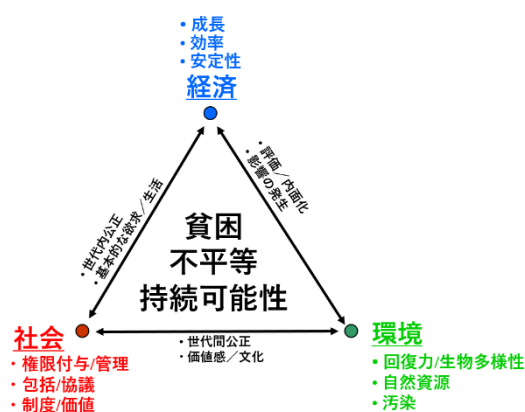 ・成長
・効率
・安定性
経済
・評価／内面化
・影響の発生
・世代内公正
・基本的な欲求／生活
貧困
不平等
持続可能性
社会
・権限付与/管理
・包括/協議
・制度/価値
・世代間公正
・価値感／文化
環境
・回復力/生物多様性
・自然資源
・汚染